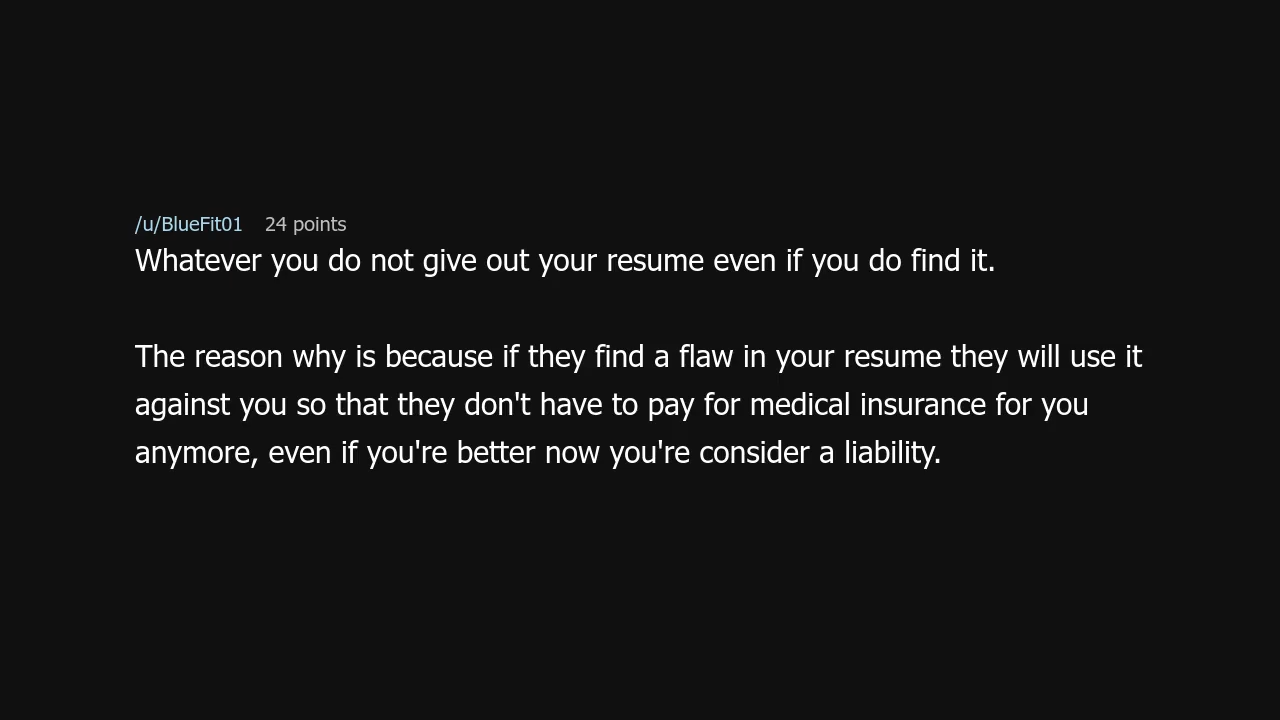 /u/BlueFit01 24 points
Whatever you do not give out your resume even if you do find it.
The reason why is because if they find a flaw in your resume they will use it
against you so that they don't have to pay for medical insurance for you
anymore, even if you're better now you're consider a liability.